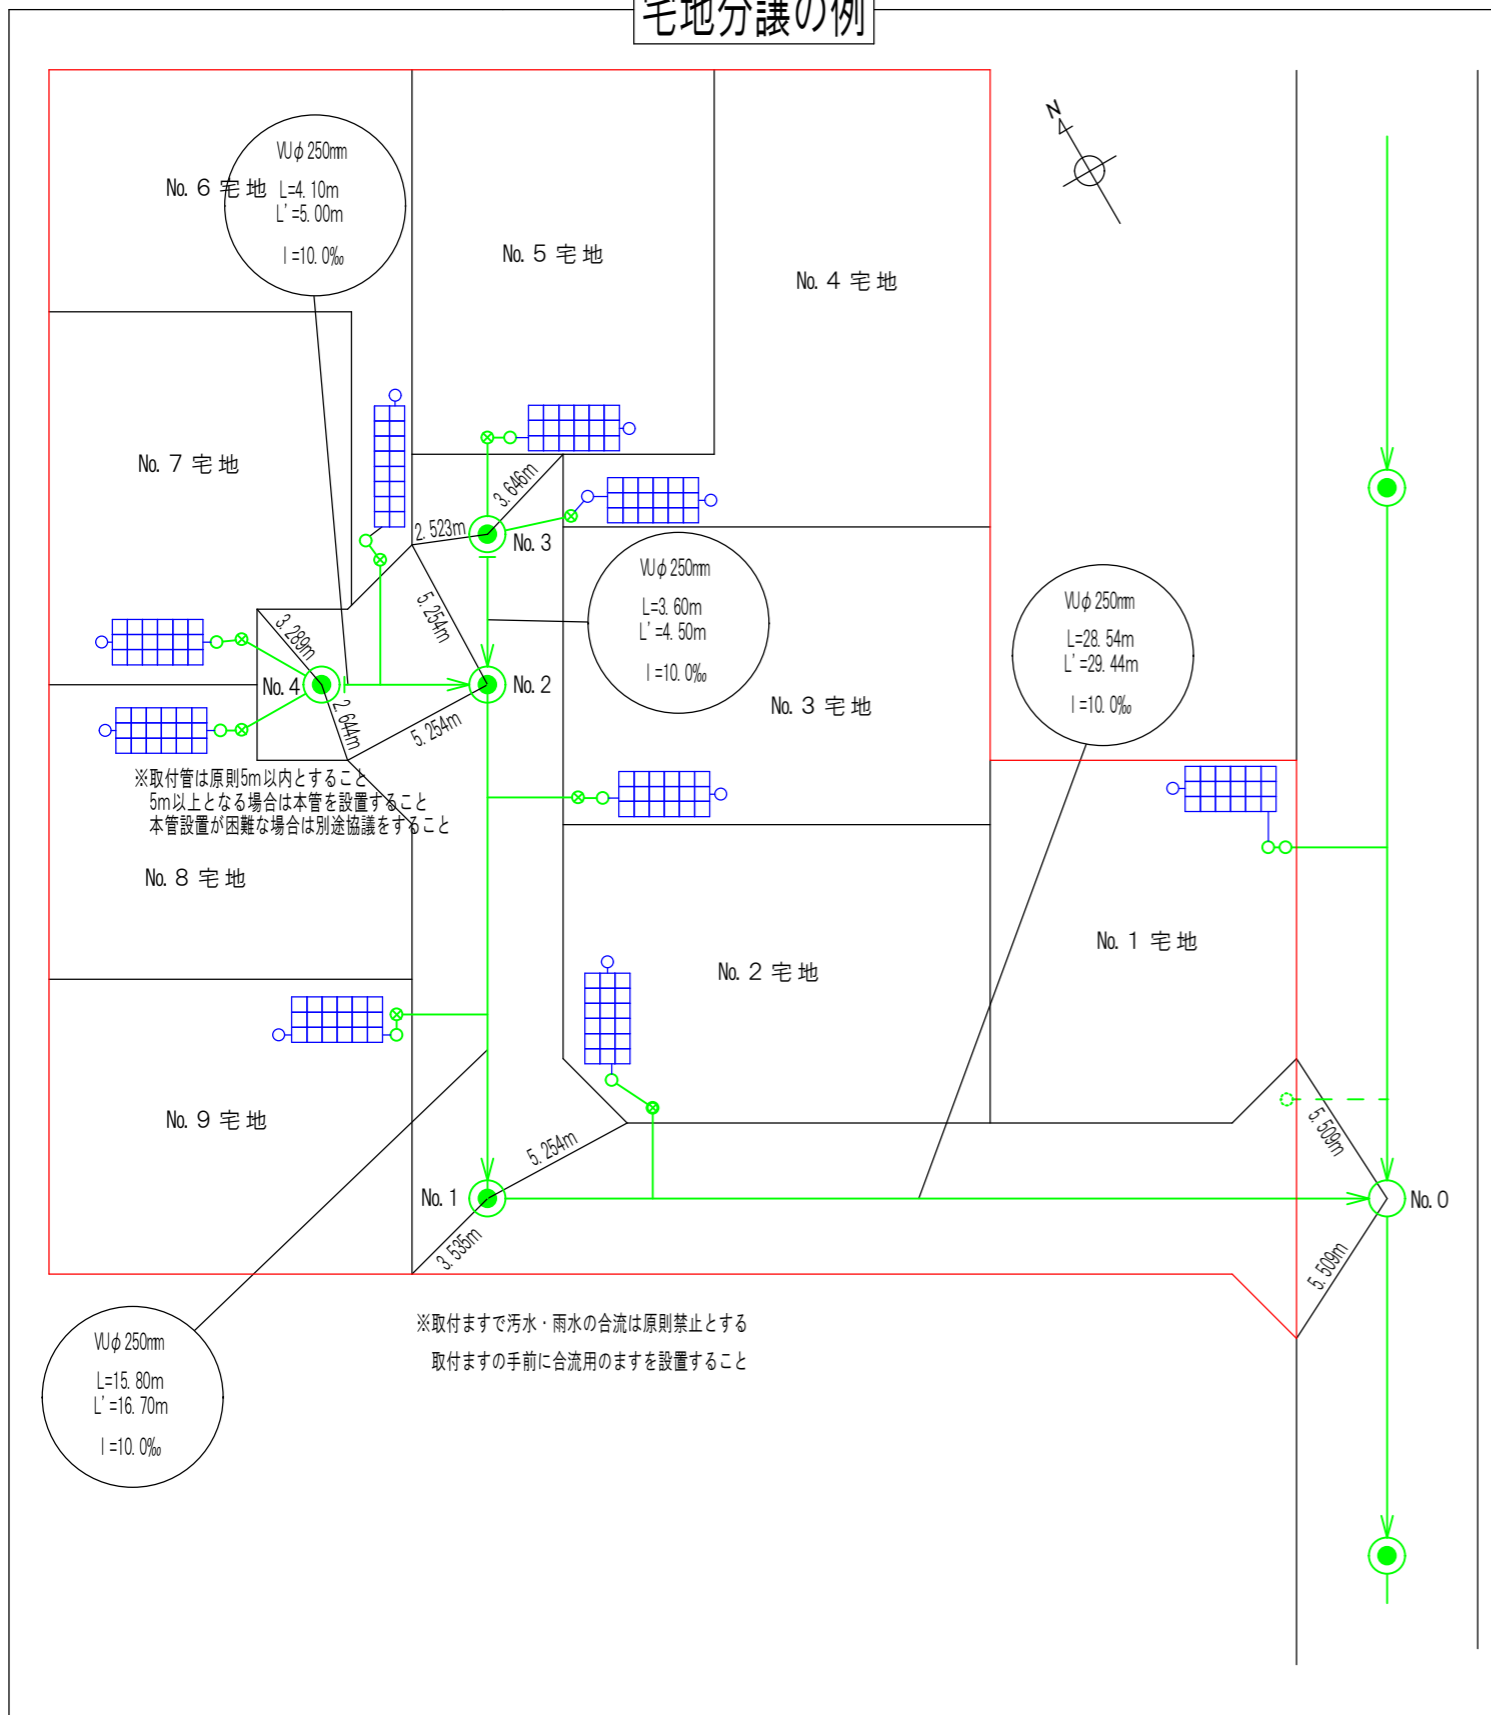 宅地分譲の例
N
VUφ250mm
L=4.10m
L'=5.00m
I=10.0‰
No.6宅地
No.5宅地
No.4宅地
No.7宅地
3.646m
2.523m
No.3
5.254m
3.289m
No.4
2.644m
5.254m
No.2
VUφ250mm
L=3.60m
L'=4.50m
I=10.0‰
No.3宅地
VUφ250mm
L=28.54m
L'=29.44m
I=10.0‰
※取付管は原則5m以内とすること
5m以上となる場合は本管を設置すること
本管設置が困難な場合は別途協議をすること
No.8宅地
No.1宅地
No.2宅地
No.9宅地
5.254m
No.1
3.535m
5.509m
No.0
5.509m
※取付ますで汚水・雨水の合流は原則禁止とする
取付ますの手前に合流用のますを設置すること
VUφ250mm
L=15.80m
L'=16.70m
I=10.0‰